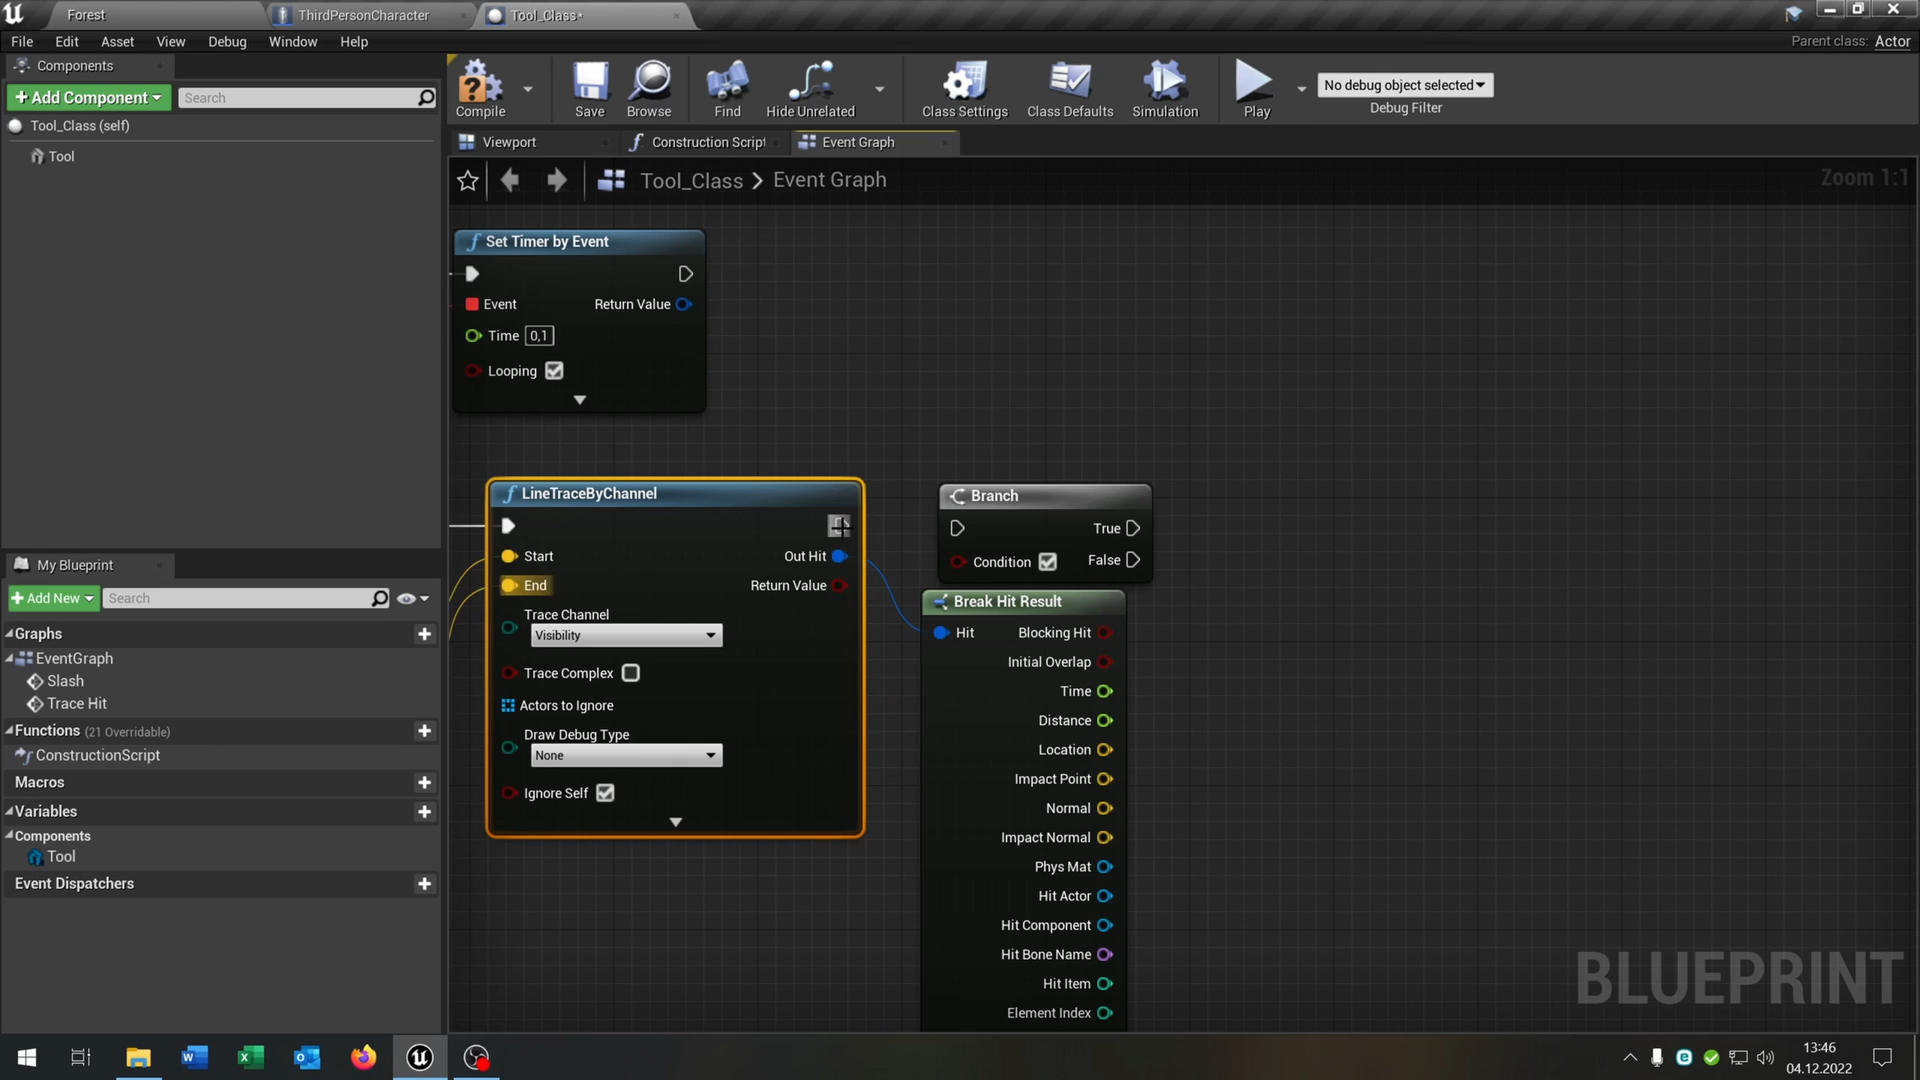 Forest
ThirdPersonCharacter
Tool_Class*
File Edit Asset View Debug Window Help
Parent class: Actor
Components
+Add Component
Search
Tool_Class (self)
Tool
Compile
Save
Browse
Find
Hide Unrelated
Class Settings
Class Defaults
Simulation
Play
No debug object selected
Debug Filter
Viewport
Construction Script
Event Graph
Tool_Class > Event Graph
Zoom 1:1
Set Timer by Event
Event
Return Value
Time 0,1
Looping
LineTraceByChannel
Start
Out Hit
End
Return Value
Trace Channel
Visibility
Trace Complex
Actors to Ignore
Draw Debug Type
None
Ignore Self
Branch
True
Condition
False
Break Hit Result
Hit
Blocking Hit
Initial Overlap
Time
Distance
Location
Impact Point
Normal
Impact Normal
Phys Mat
Hit Actor
Hit Component
Hit Bone Name
Hit Item
Element Index
My Blueprint
+Add New
Search
Graphs
EventGraph
Slash
Trace Hit
Functions (21 Overridable)
ConstructionScript
Macros
Variables
Components
Tool
Event Dispatchers
BLUEPRINT
13:46
04.12.2022